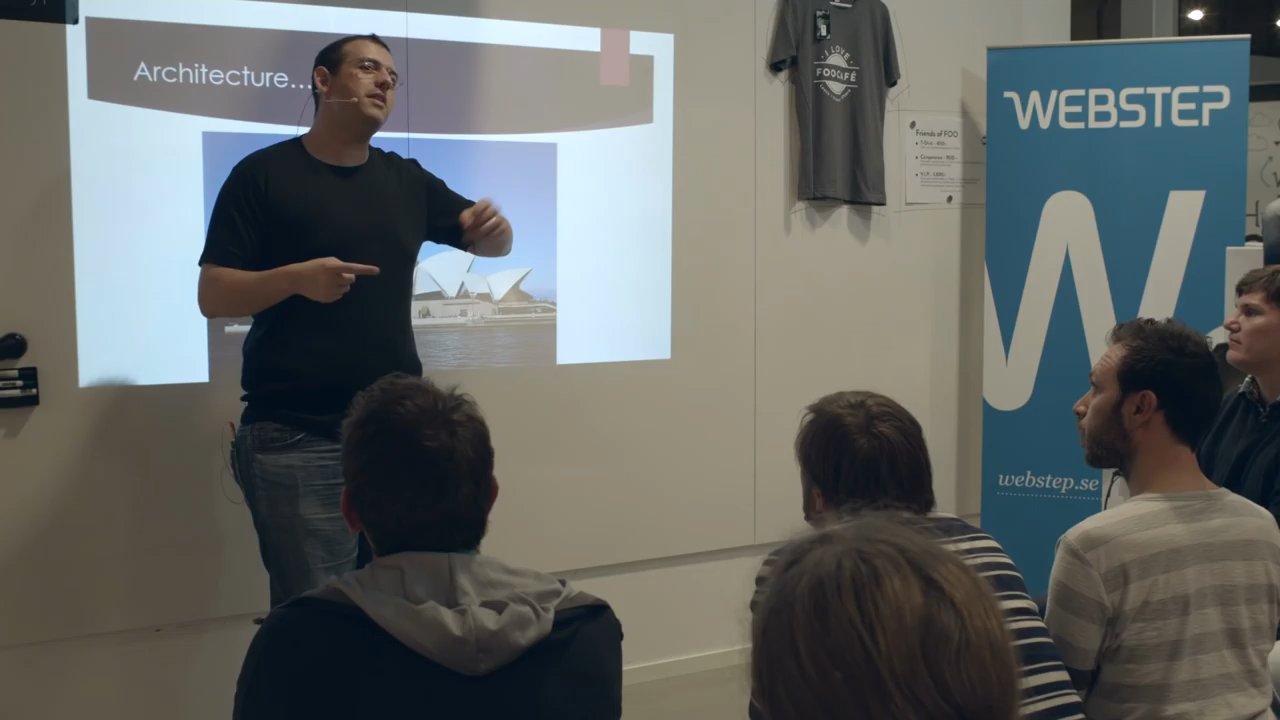 Architecture...
I LOVE
FOOCAFÉ
Friends of FOO
WEBSTEP
W
webstep.se